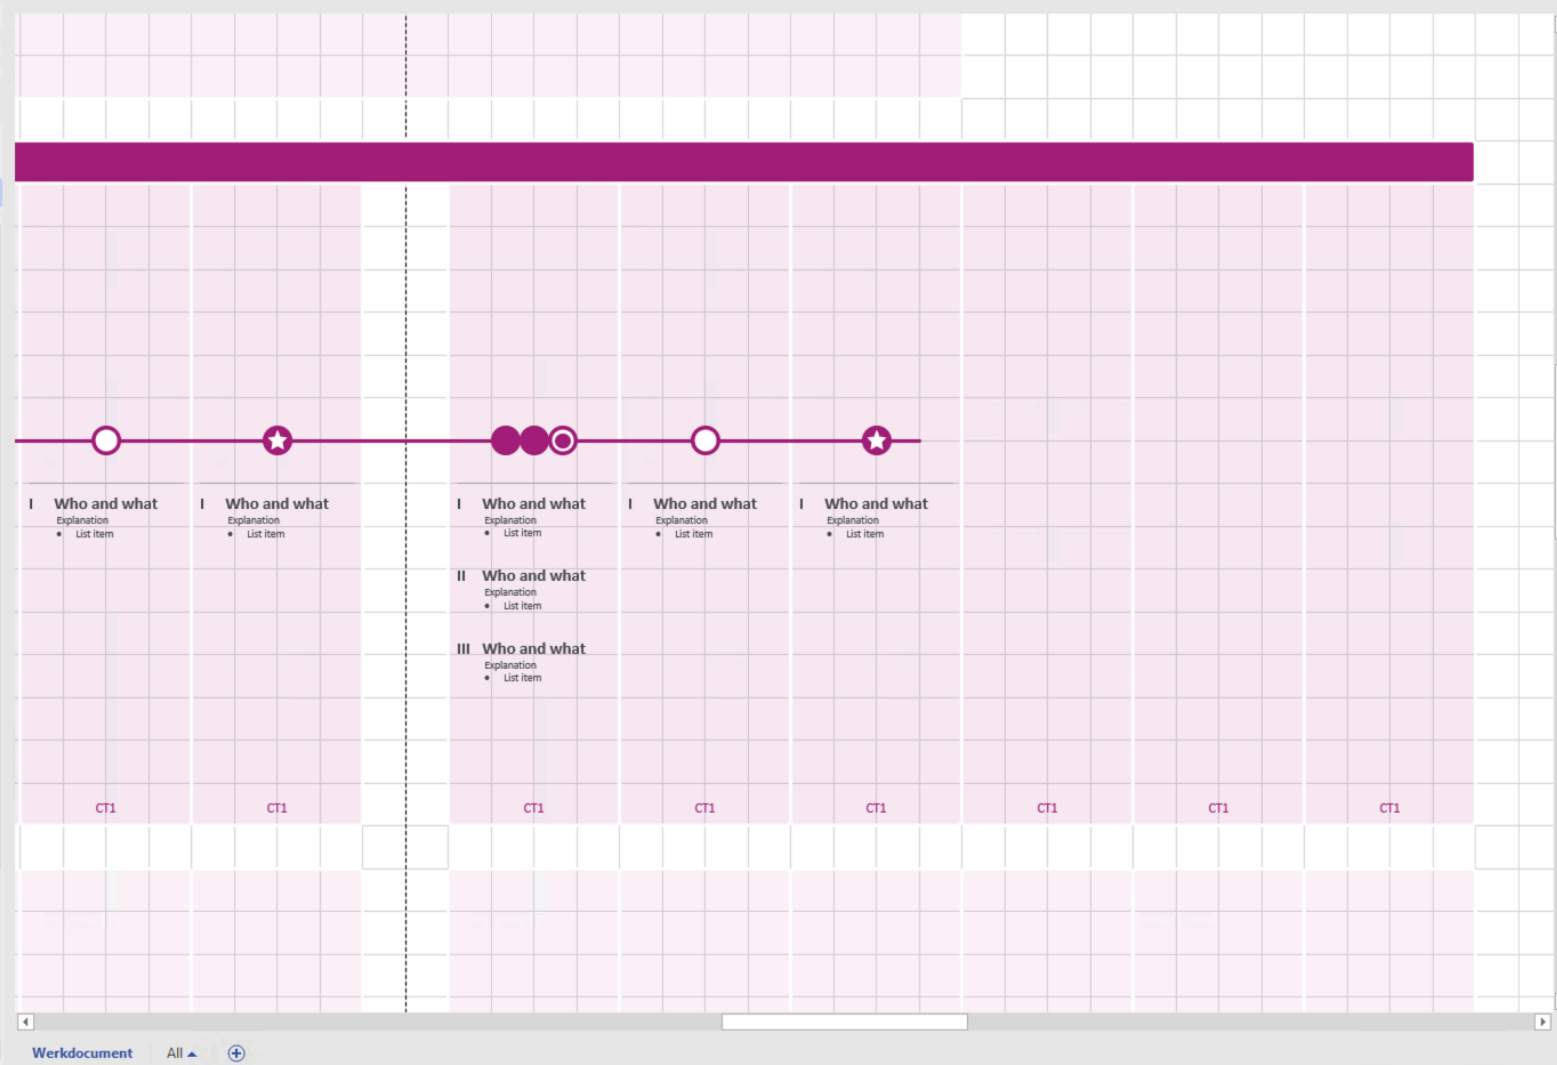 I Who and what
Explanation
• List item
I Who and what
Explanation
• List item
I Who and what
Explanation
• List item
II Who and what
Explanation
• List item
III Who and what
Explanation
• List item
I Who and what
Explanation
• List item
I Who and what
Explanation
• List item
CT1 CT1 CT1 CT1 CT1 CT1 CT1 CT1
Werkdocument All